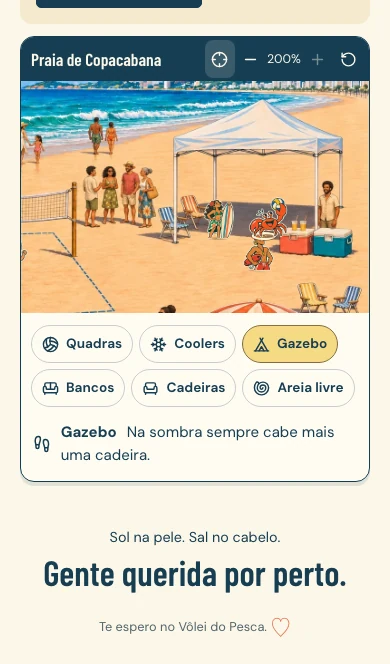 Praia de Copacabana
200%
Quadras
Coolers
Gazebo
Bancos
Cadeiras
Areia livre
Gazebo Na sombra sempre cabe mais
uma cadeira.
Sol na pele. Sal no cabelo.
Gente querida por perto.
Te espero no Vôlei do Pesca.